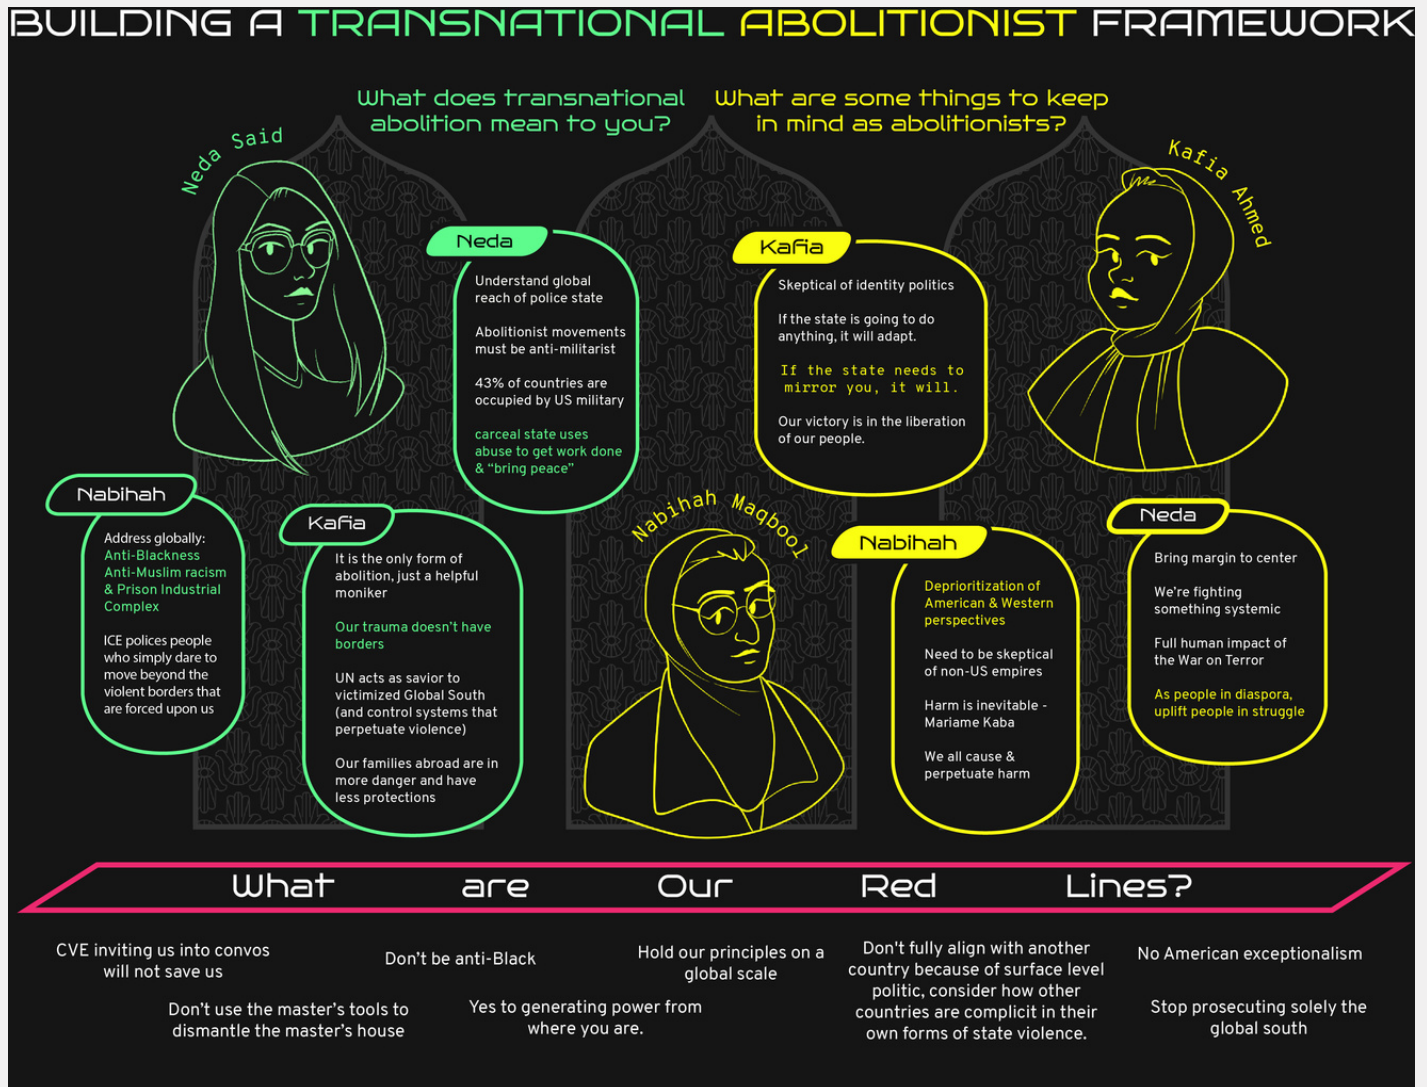 BUILDING A TRANSNATIONAL ABOLITIONIST FRAMEWORK
What does transnational
abolition mean to you?
What are some things to keep
in mind as abolitionists?
Neda Said
Kafia Ahmed
Neda
Understand global
reach of police state
Abolitionist movements
must be anti-militarist
43% of countries are
occupied by US military
carceal state uses
abuse to get work done
& “bring peace”
Kafia
Skeptical of identity politics
If the state is going to do
anything, it will adapt.
If the state needs to
mirror you, it will.
Our victory is in the liberation
of our people.
Nabihah
Address globally:
Anti-Blackness
Anti-Muslim racism
& Prison Industrial
Complex
ICE polices people
who simply dare to
move beyond the
violent borders that
are forced upon us
Kafia
It is the only form of
abolition, just a helpful
moniker
Our trauma doesn’t have
borders
UN acts as savior to
victimized Global South
(and control systems that
perpetuate violence)
Our families abroad are in
more danger and have
less protections
Nabihah Maqbool
Nabihah
Deprioritization of
American & Western
perspectives
Need to be skeptical
of non-US empires
Harm is inevitable -
Mariame Kaba
We all cause &
perpetuate harm
Neda
Bring margin to center
We’re fighting
something systemic
Full human impact of
the War on Terror
As people in diaspora,
uplift people in struggle
What are Our Red Lines?
CVE inviting us into convos
will not save us
Don’t use the master’s tools to
dismantle the master’s house
Don’t be anti-Black
Yes to generating power from
where you are.
Hold our principles on a
global scale
Don't fully align with another
country because of surface level
politic, consider how other
countries are complicit in their
own forms of state violence.
No American exceptionalism
Stop prosecuting solely the
global south